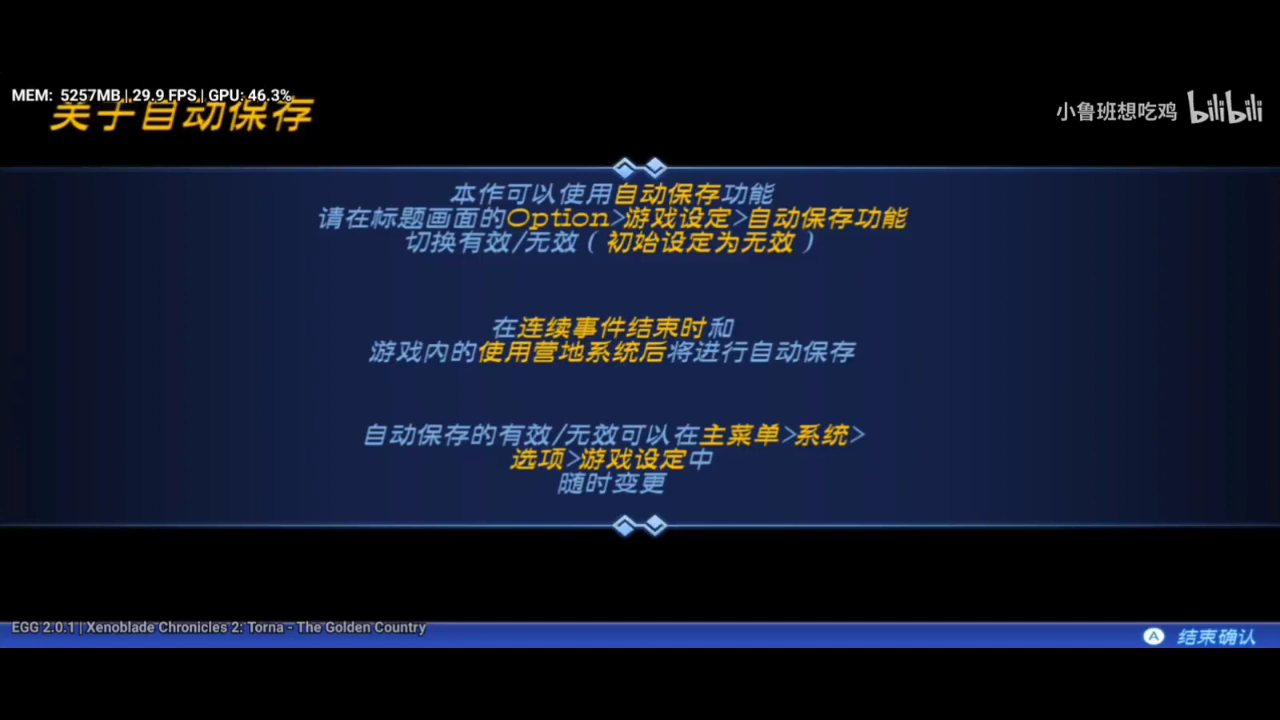 MEM: 5257MB | 29.9 FPS | GPU: 46.3%
关于自动保存
小鲁班想吃鸡 bilibili
本作可以使用自动保存功能
请在标题画面的Option>游戏设定>自动保存功能
切换有效/无效（初始设定为无效）
在连续事件结束时和
游戏内的使用营地系统后将进行自动保存
自动保存的有效/无效可以在主菜单>系统>
选项>游戏设定中
随时变更
EGG 2.0.1 | Xenoblade Chronicles 2: Torna - The Golden Country
A 结束确认